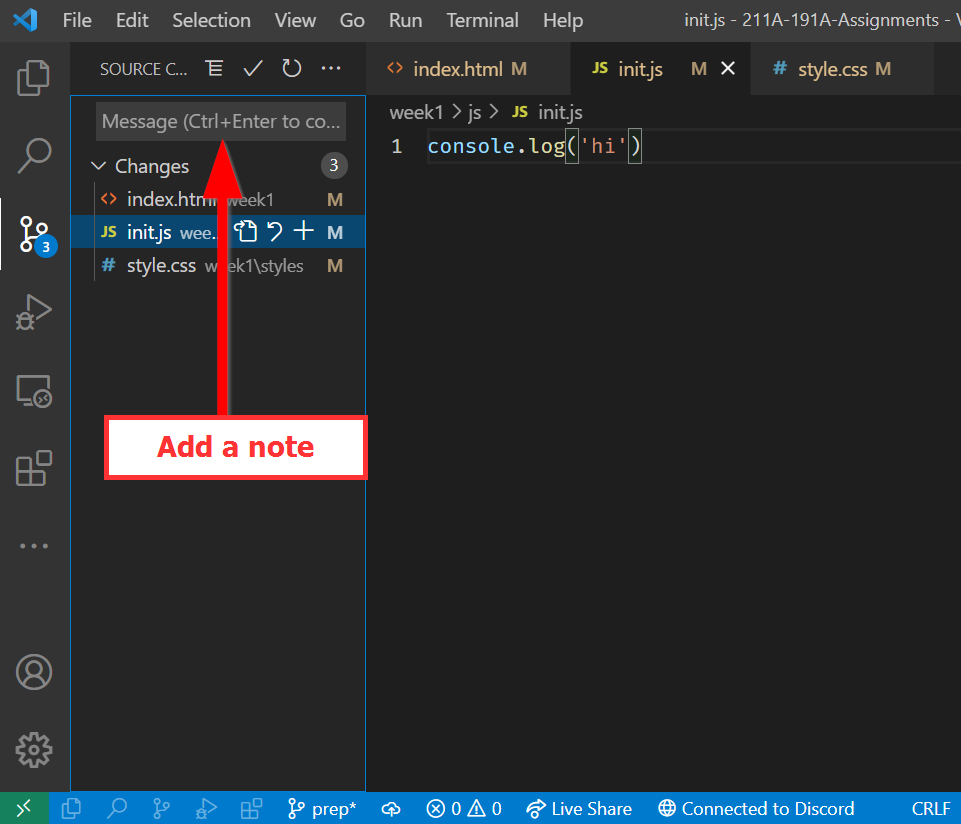 File Edit Selection View Go Run Terminal Help init.js - 211A-191A-Assignments -
SOURCE C...
index.html M
JS init.js M
# style.css M
Message (Ctrl+Enter to co...
week1 > js > JS init.js
1 console.log('hi')
Changes 3
index.html week1 M
JS init.js wee... M
# style.css week1\styles M
3
Add a note
prep* 0 0 Live Share Connected to Discord CRLF